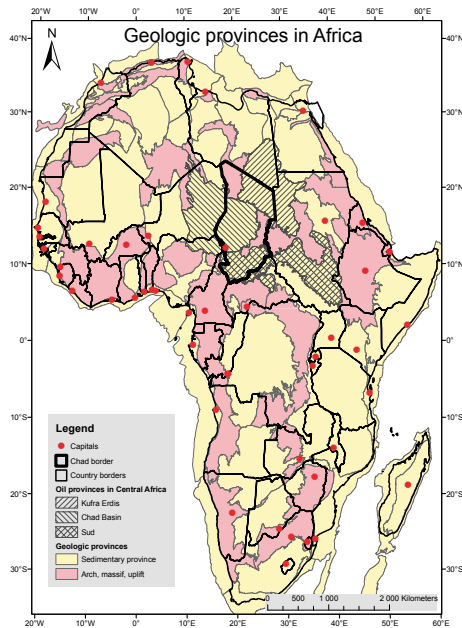 20°W 10°W 0° 10°E 20°E 30°E 40°E 50°E 60°E
Geologic provinces in Africa
N
40°N 40°N
30°N 30°N
20°N 20°N
10°N 10°N
0° 0°
10°S 10°S
20°S 20°S
30°S 30°S
Legend
Capitals
Chad border
Country borders
Oil provinces in Central Africa
Kufra Erdis
Chad Basin
Sud
Geologic provinces
Sedimentary province
Arch, massif, uplift
0 500 1 000 2 000 Kilometers
20°W 10°W 0° 10°E 20°E 30°E 40°E 50°E 60°E